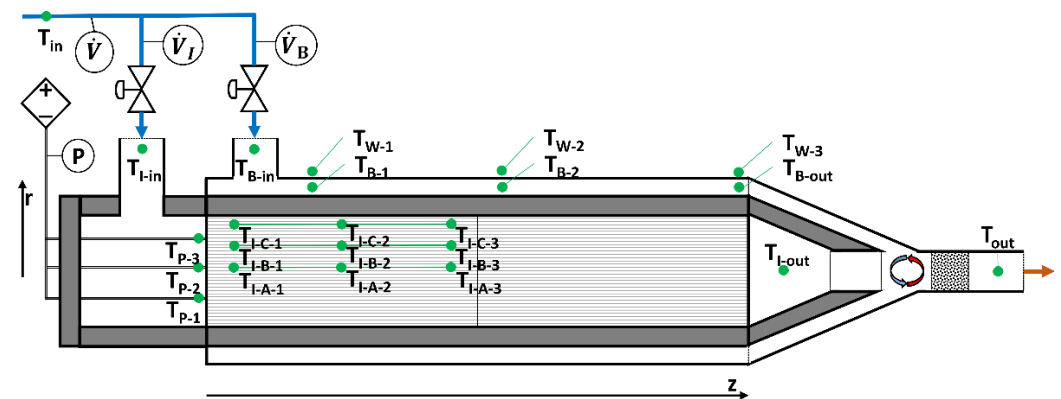 T_in
V̇
V̇_I
V̇_B
+
−
P
r
T_I-in
T_B-in
T_W-1
T_B-1
T_W-2
T_B-2
T_W-3
T_B-out
T_P-3
T_P-2
T_P-1
T_I-C-1
T_I-C-2
T_I-C-3
T_I-B-1
T_I-B-2
T_I-B-3
T_I-A-1
T_I-A-2
T_I-A-3
T_I-out
T_out
z